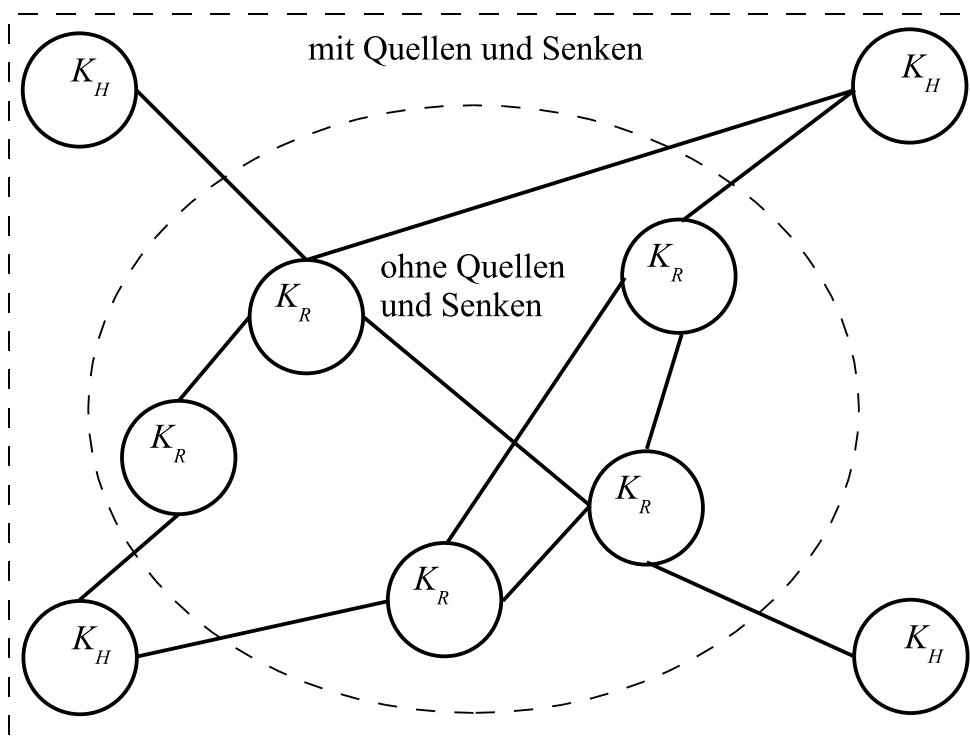 mit Quellen und Senken
K_H
K_H
ohne Quellen
und Senken
K_R
K_R
K_R
K_R
K_R
K_H
K_H